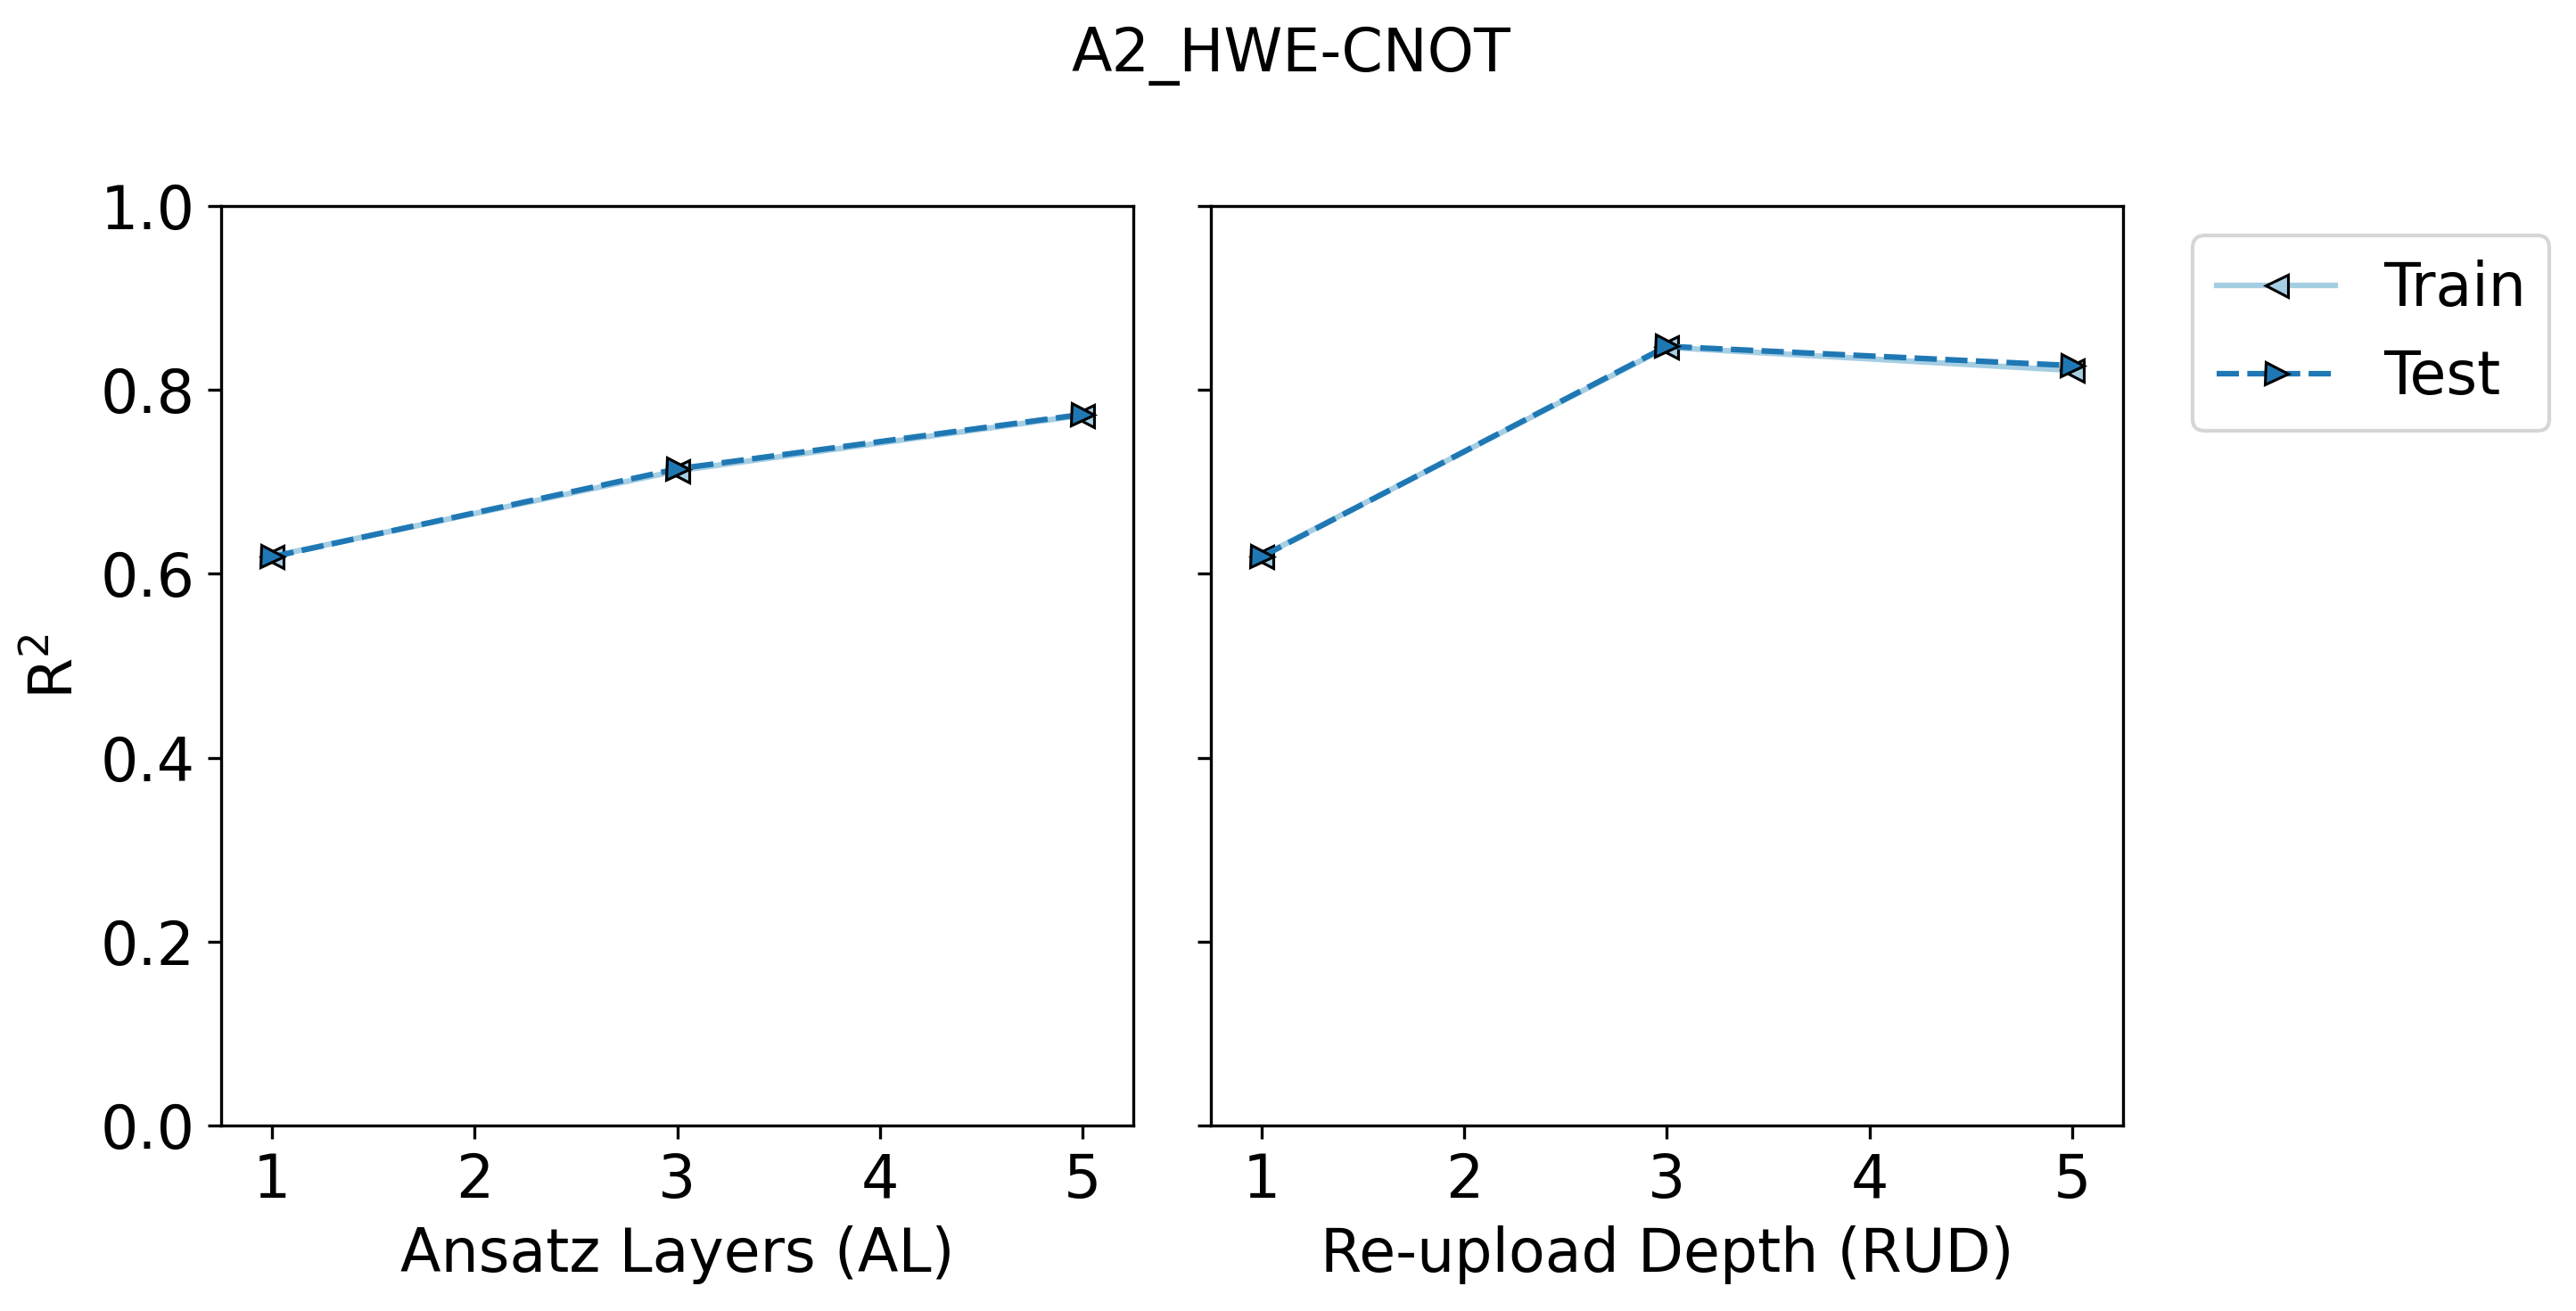 A2_HWE-CNOT
R²
1.0
0.8
0.6
0.4
0.2
0.0
1 2 3 4 5
Ansatz Layers (AL)
1 2 3 4 5
Re-upload Depth (RUD)
Train
Test